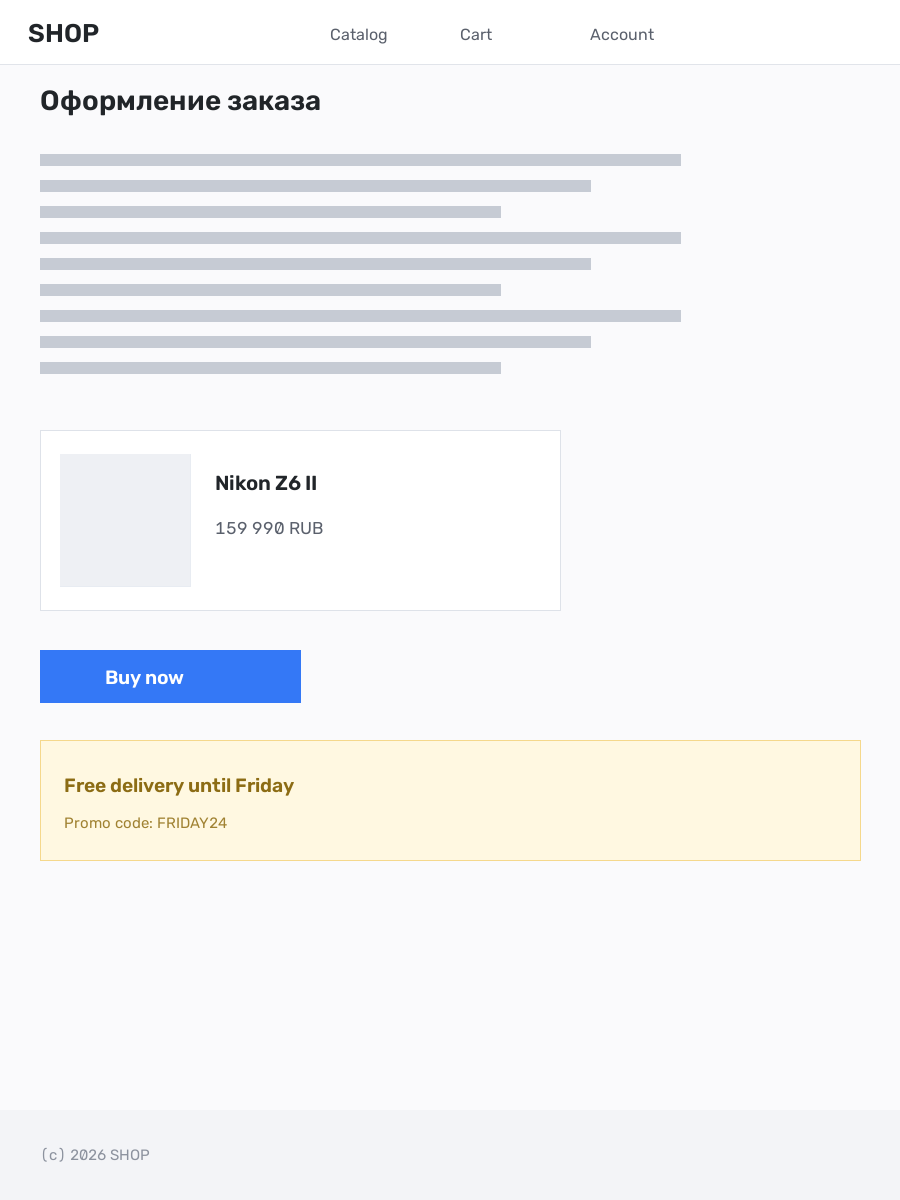 SHOP
Catalog
Cart
Account
Оформление заказа
Nikon Z6 II
159 990 RUB
Buy now
Free delivery until Friday
Promo code: FRIDAY24
(c) 2026 SHOP